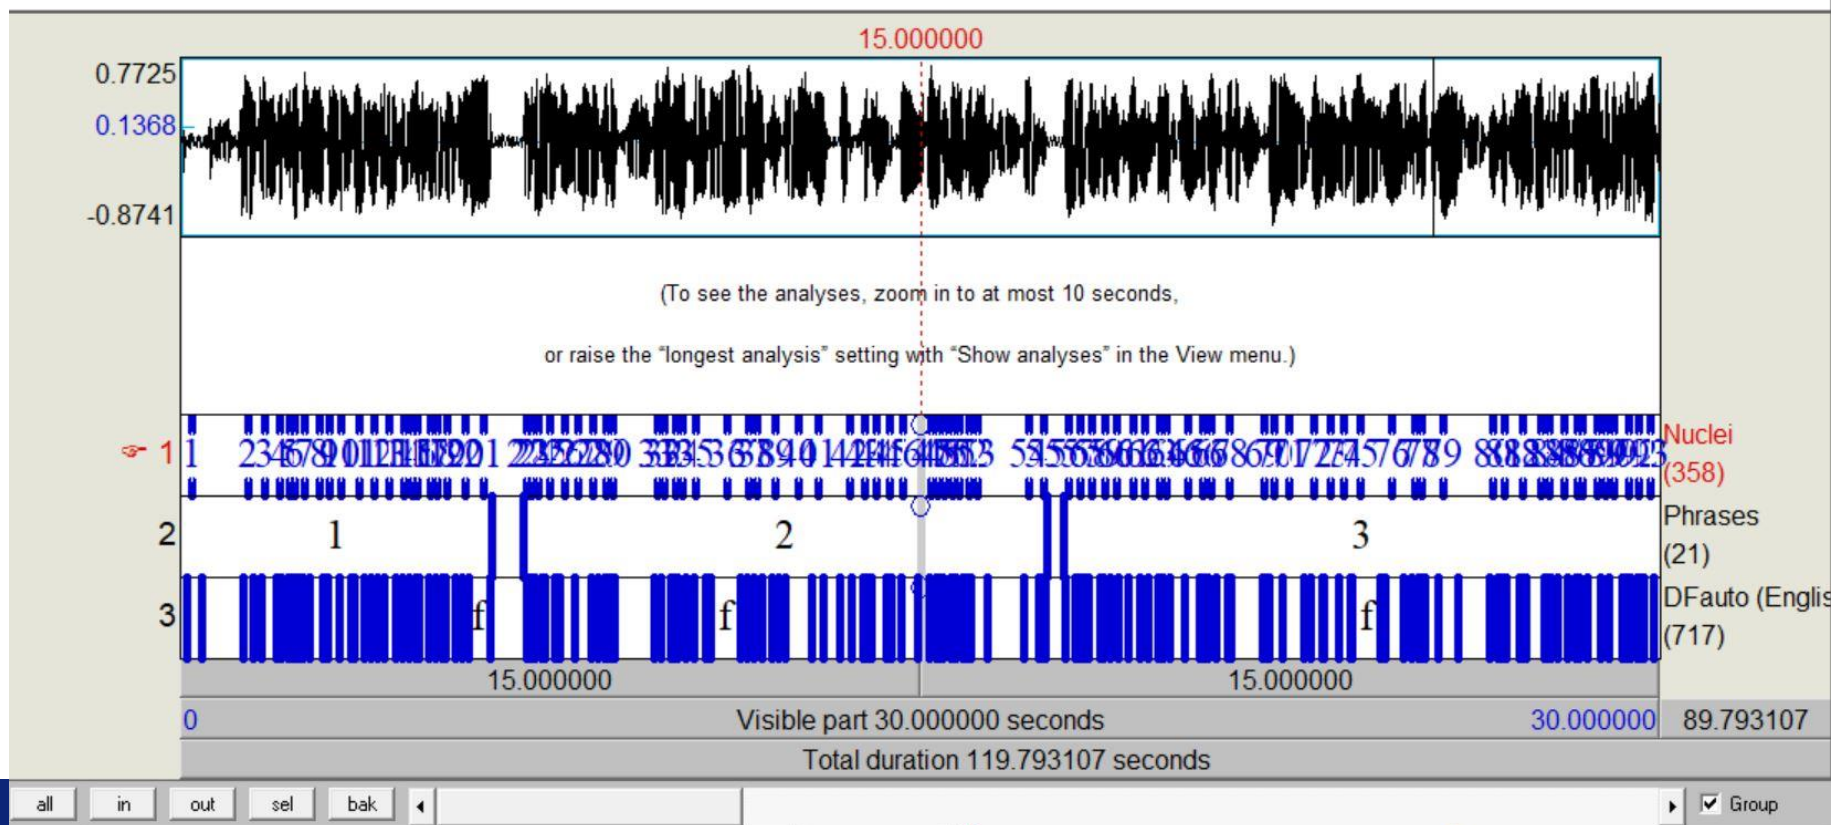 15.000000
0.7725
0.1368
-0.8741
(To see the analyses, zoom in to at most 10 seconds,
or raise the "longest analysis" setting with "Show analyses" in the View menu.)
1
Nuclei
(358)
2
1
2
3
Phrases
(21)
3
f
f
f
DFauto (Englis
(717)
15.000000
15.000000
0
Visible part 30.000000 seconds
30.000000
89.793107
Total duration 119.793107 seconds
all
in
out
sel
bak
Group